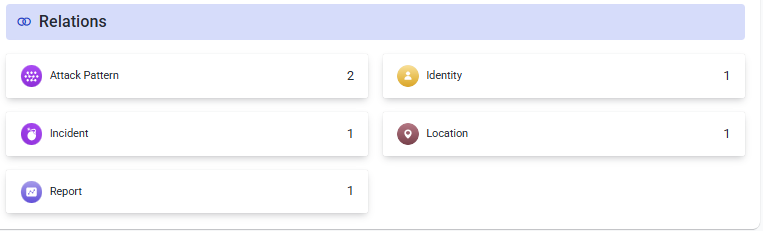 Relations
Attack Pattern 2
Identity 1
Incident 1
Location 1
Report 1